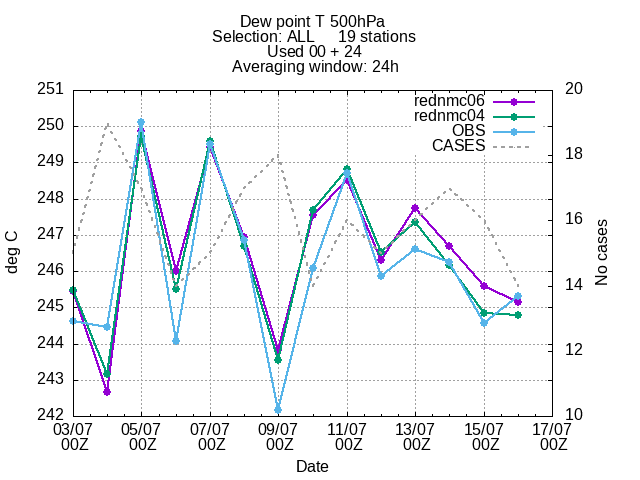 Dew point T 500hPa
Selection: ALL 19 stations
Used 00 + 24
Averaging window: 24h
251
250
249
248
247
246
245
244
243
242
deg C
20
18
16
14
12
10
No cases
rednmc06
rednmc04
OBS
CASES
03/07 05/07 07/07 09/07 11/07 13/07 15/07 17/07
00Z 00Z 00Z 00Z 00Z 00Z 00Z 00Z
Date